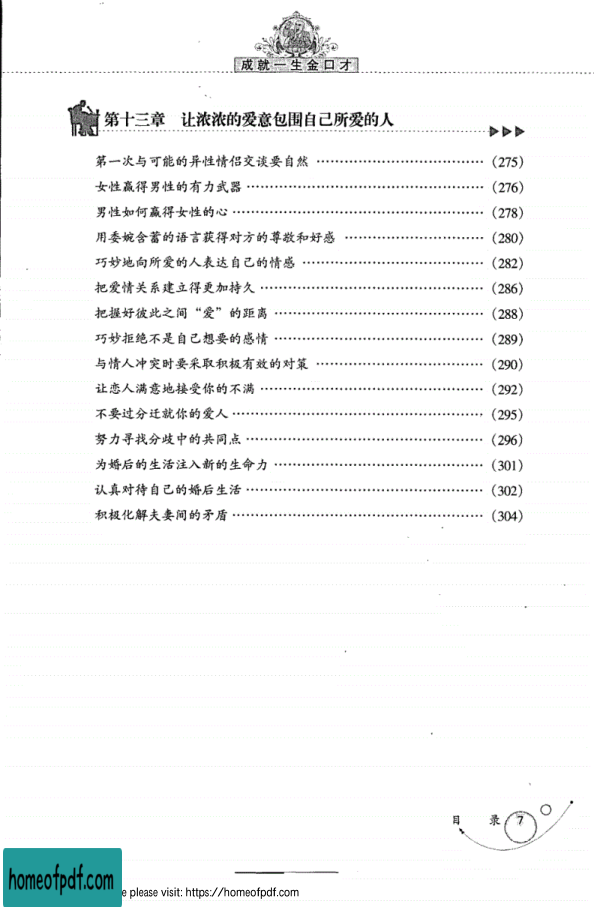 成就一生金口才
第十三章 让浓浓的爱意包围自己所爱的人
第一次与可能的异性情侣交谈要自然 ………………………… (275)
女性赢得男性的有力武器 ………………………… (276)
男性如何赢得女性的心 ………………………… (278)
用委婉含蓄的语言获得对方的尊敬和好感 ………………………… (280)
巧妙地向所爱的人表达自己的情感 ………………………… (282)
把爱情关系建立得更加持久 ………………………… (286)
把握好彼此之间“爱”的距离 ………………………… (288)
巧妙拒绝不是自己想要的感情 ………………………… (289)
与情人冲突时要采取积极有效的对策 ………………………… (290)
让恋人满意地接受你的不满 ………………………… (292)
不要过分迁就你的爱人 ………………………… (295)
努力寻找分歧中的共同点 ………………………… (296)
为婚后的生活注入新的生命力 ………………………… (301)
认真对待自己的婚后生活 ………………………… (302)
积极化解夫妻间的矛盾 ………………………… (304)
目 录 7
homeofpdf.com
e please visit: https://homeofpdf.com